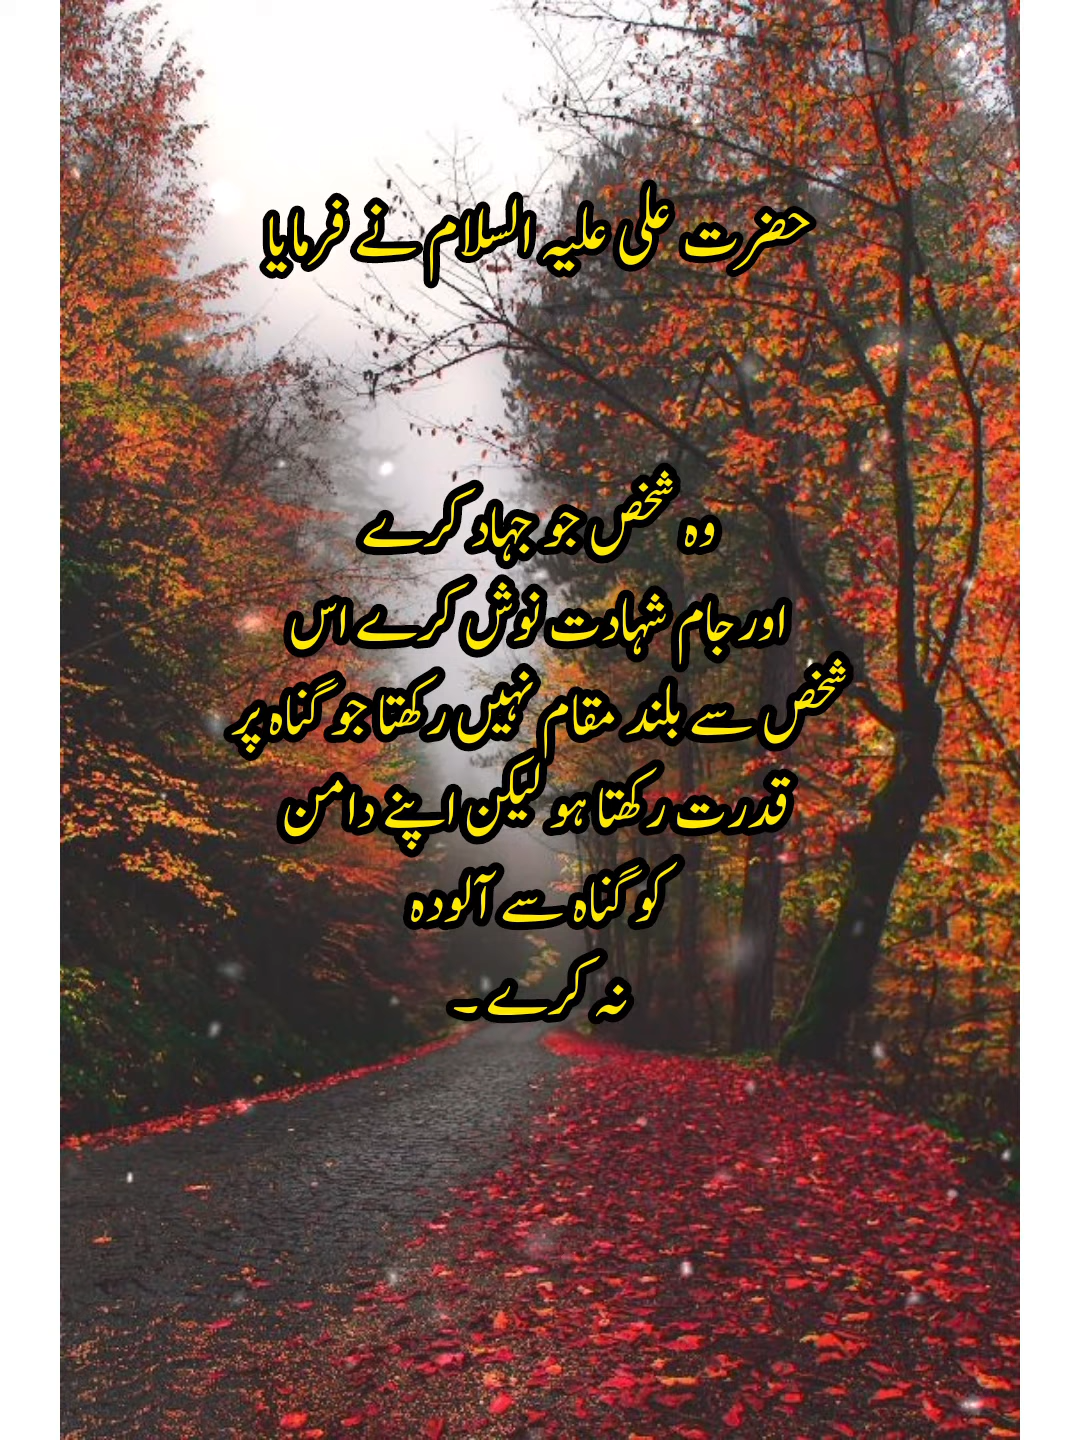 حضرت علی علیہ السلام نے فرمایا
وہ شخص جو جہاد کرے
اور جام شہادت نوش کرے اس
شخص سے بلند مقام نہیں رکھتا جو گناہ پر
قدرت رکھتا ہو لیکن اپنے دامن
کو گناہ سے آلودہ
نہ کرے۔